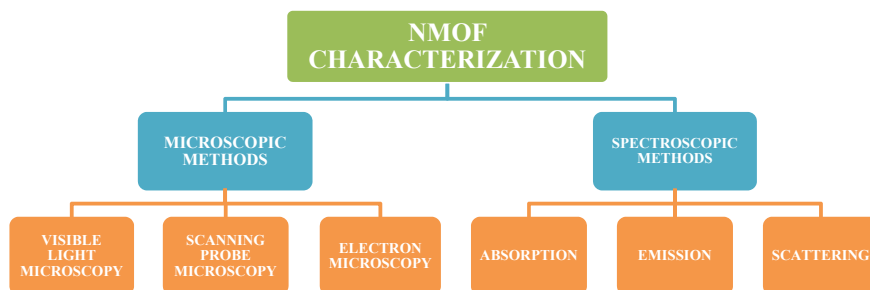 NMOF
CHARACTERIZATION
MICROSCOPIC
METHODS
SPECTROSCOPIC
METHODS
VISIBLE
LIGHT
MICROSCOPY
SCANNING
PROBE
MICROSCOPY
ELECTRON
MICROSCOPY
ABSORPTION
EMISSION
SCATTERING